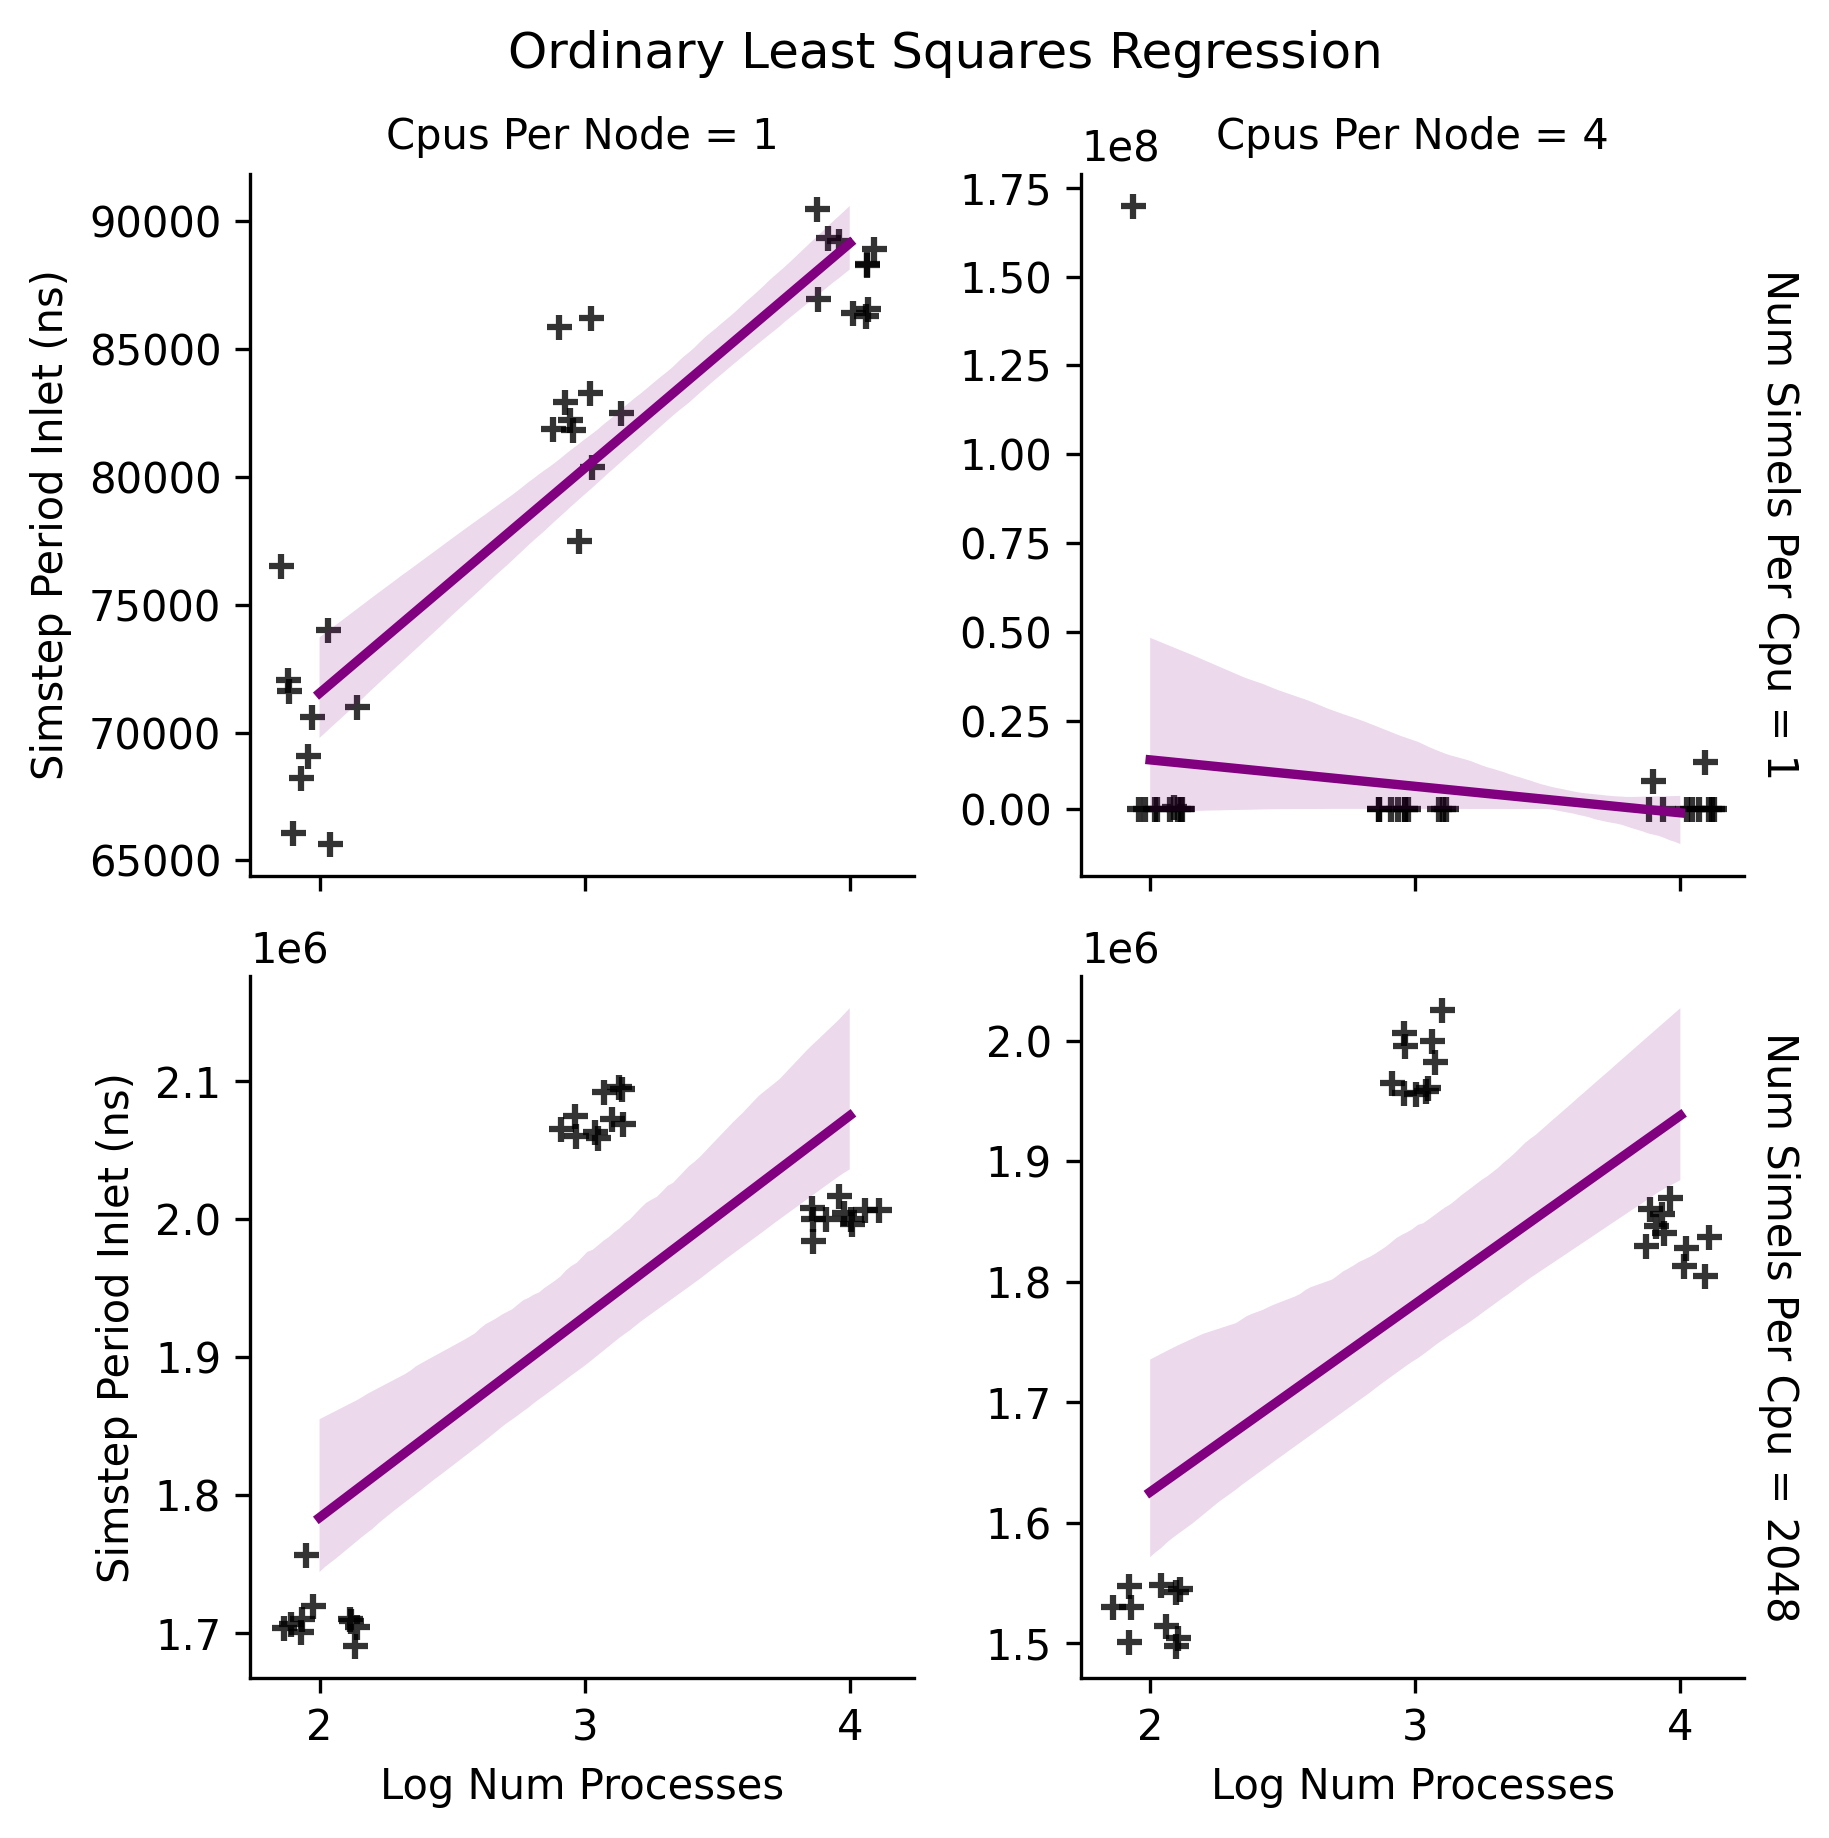 Ordinary Least Squares Regression
Cpus Per Node = 1
Cpus Per Node = 4
Simstep Period Inlet (ns)
90000
85000
80000
75000
70000
65000
1e8
1.75
1.50
1.25
1.00
0.75
0.50
0.25
0.00
Num Simels Per Cpu = 1
Simstep Period Inlet (ns)
1e6
2.1
2.0
1.9
1.8
1.7
2
3
4
Log Num Processes
1e6
2.0
1.9
1.8
1.7
1.6
1.5
2
3
4
Log Num Processes
Num Simels Per Cpu = 2048